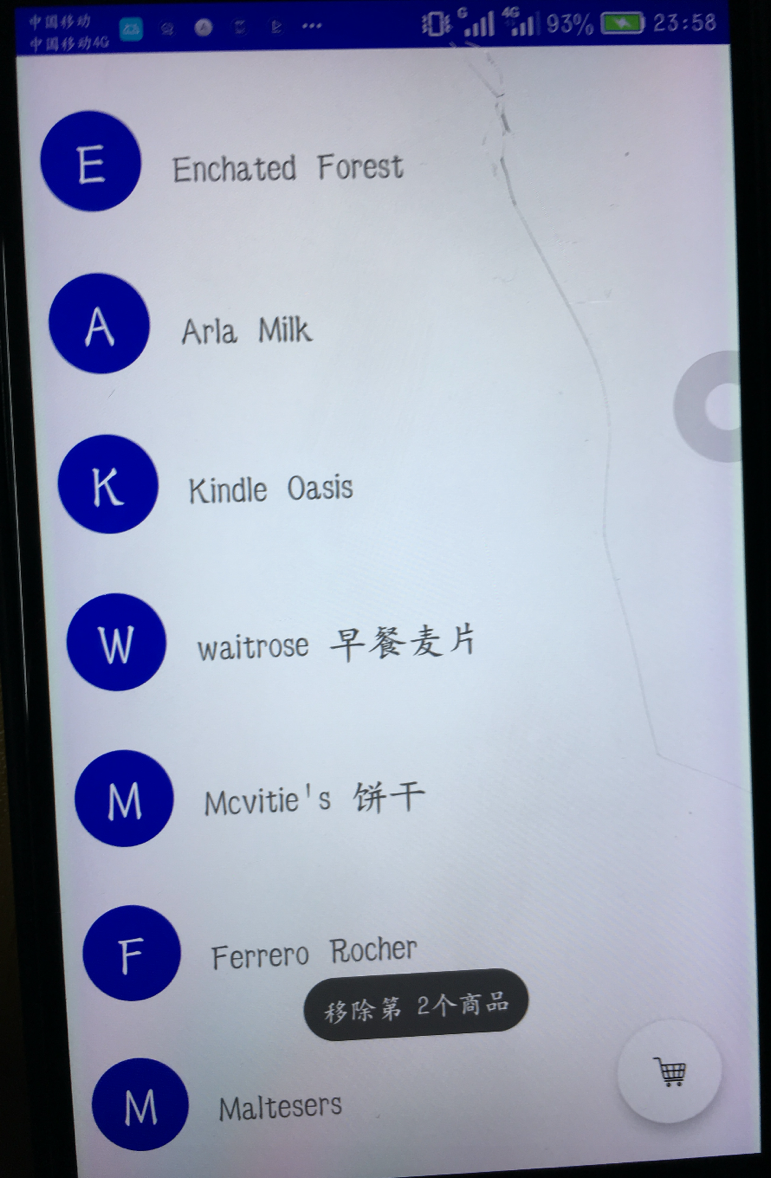 中国移动
中国移动4G
G 4G 93% 23:58
E Enchated Forest
A Arla Milk
K Kindle Oasis
W waitrose 早餐麦片
M Mcvitie's 饼干
F Ferrero Rocher
移除第 2个商品
M Maltesers